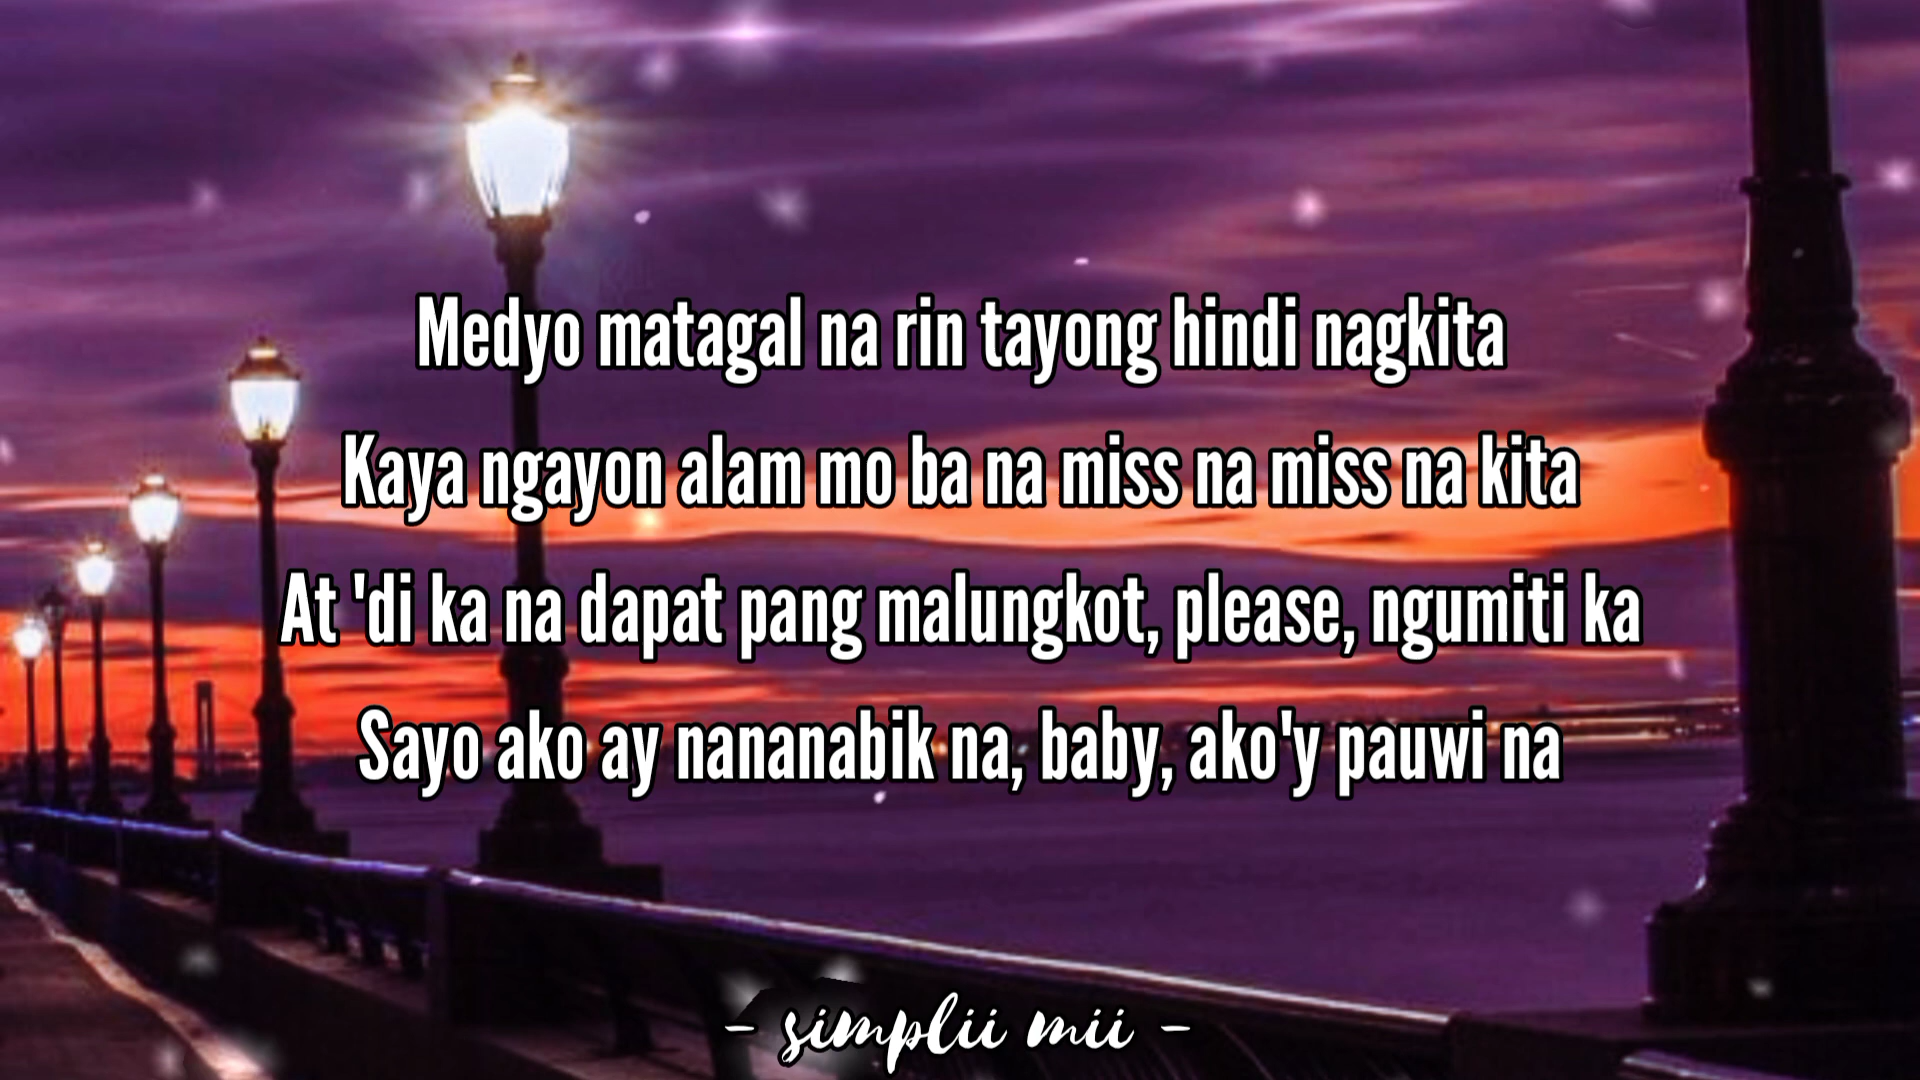 Medyo matagal na rin tayong hindi nagkita
Kaya ngayon alam mo ba na miss na miss na kita
At 'di ka na dapat pang malungkot, please, ngumiti ka
Sayo ako ay nananabik na, baby, ako'y pauwi na
- simplii mii -